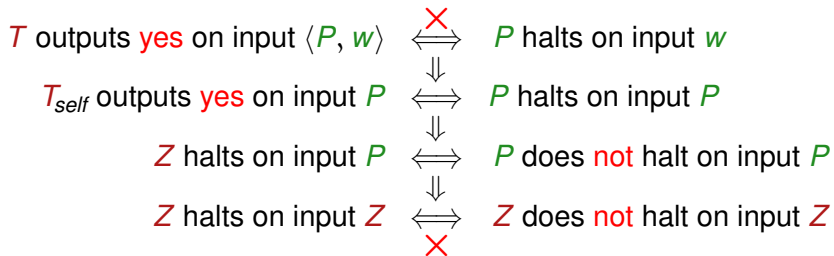 ×
T outputs yes on input ⟨P, w⟩ ⟺ P halts on input w
⇓
T_self outputs yes on input P ⟺ P halts on input P
⇓
Z halts on input P ⟺ P does not halt on input P
⇓
Z halts on input Z ⟺ Z does not halt on input Z
×